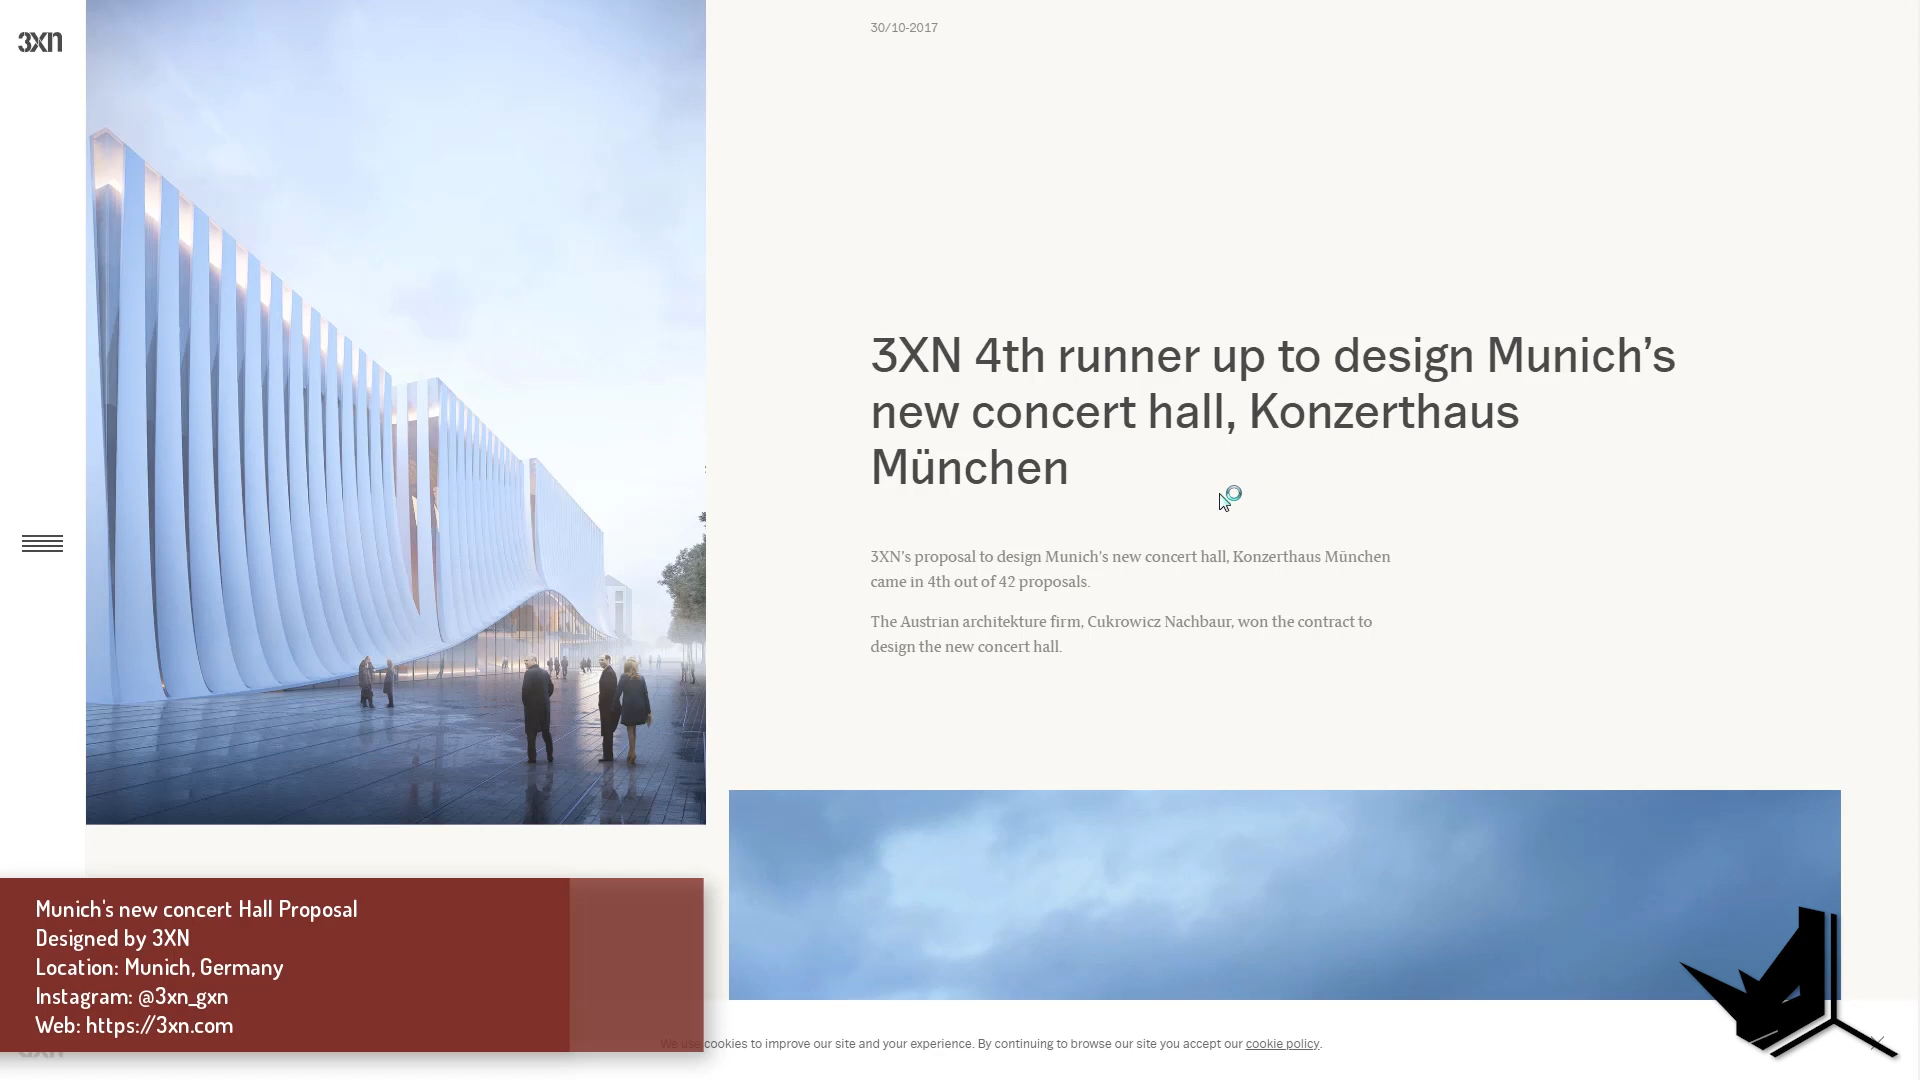 3xn
30/10-2017
3XN 4th runner up to design Munich’s
new concert hall, Konzerthaus
München
3XN’s proposal to design Munich’s new concert hall, Konzerthaus München
came in 4th out of 42 proposals.
The Austrian architekture firm, Cukrowicz Nachbaur, won the contract to
design the new concert hall.
Munich's new concert Hall Proposal
Designed by 3XN
Location: Munich, Germany
Instagram: @3xn_gxn
Web: https://3xn.com
We use cookies to improve our site and your experience. By continuing to browse our site you accept our cookie policy.